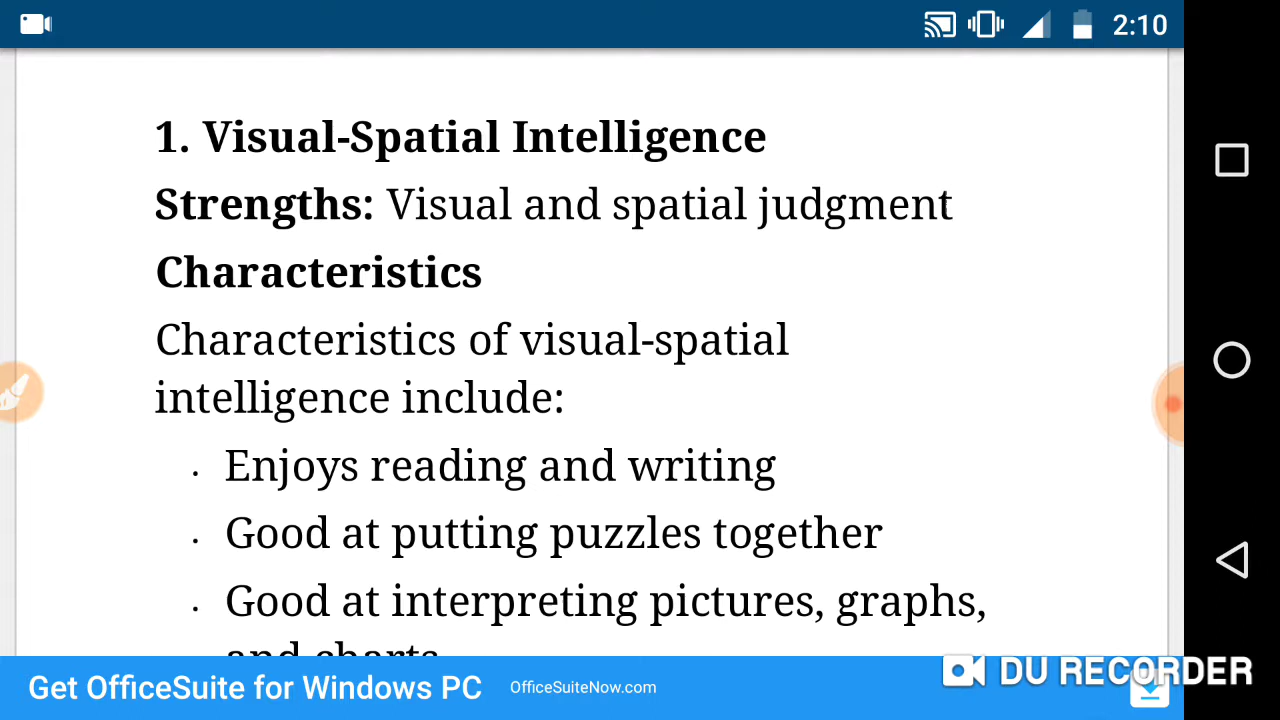 2:10
1. Visual-Spatial Intelligence
Strengths: Visual and spatial judgment
Characteristics
Characteristics of visual-spatial
intelligence include:
· Enjoys reading and writing
· Good at putting puzzles together
· Good at interpreting pictures, graphs,
and charts
Get OfficeSuite for Windows PC OfficeSuiteNow.com
DU RECORDER